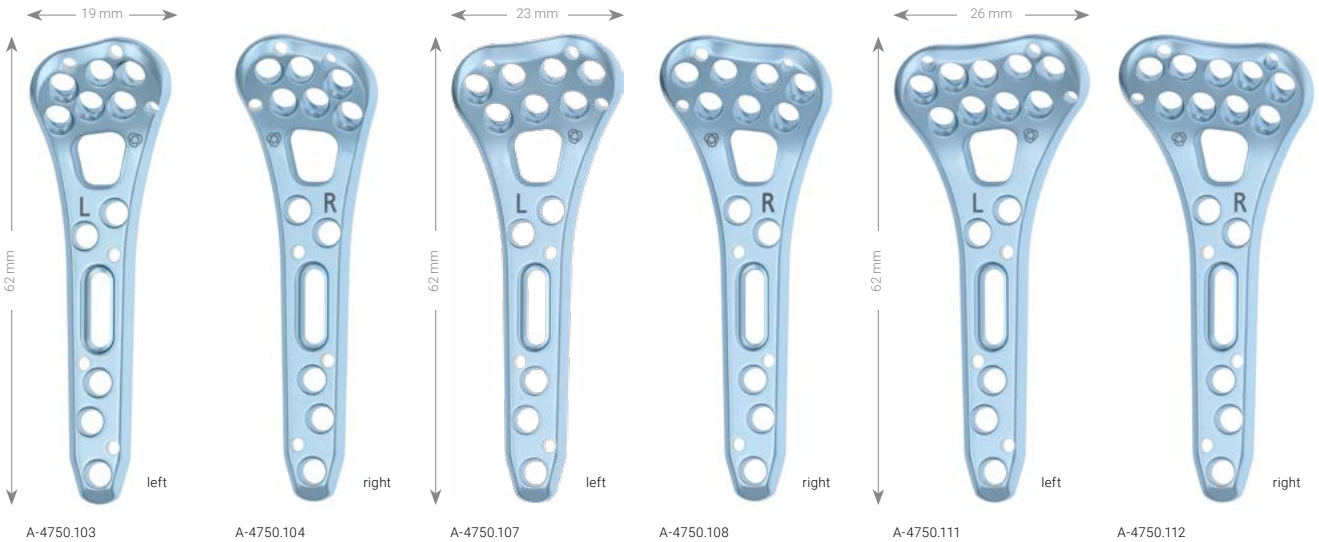 19 mm
23 mm
26 mm
62 mm
62 mm
62 mm
L
R
L
R
L
R
left
right
left
right
left
right
A-4750.103
A-4750.104
A-4750.107
A-4750.108
A-4750.111
A-4750.112